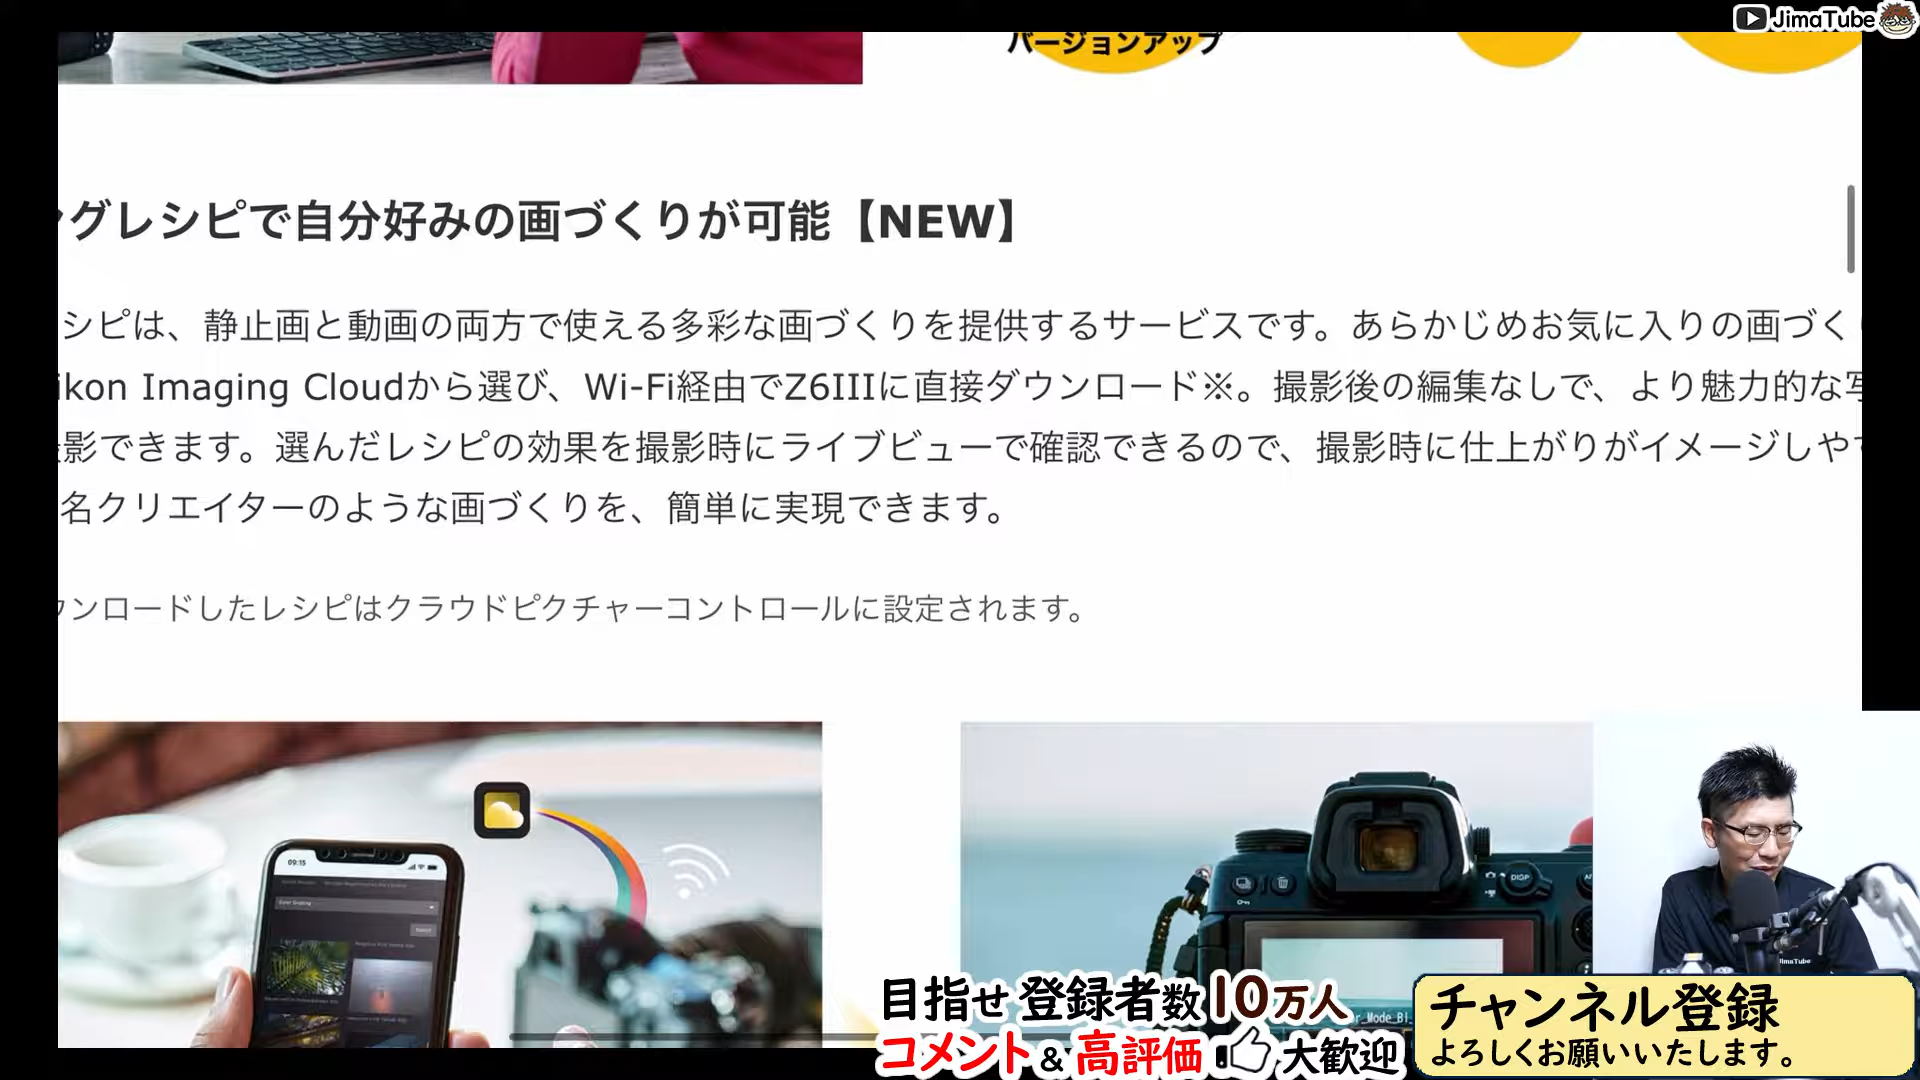 JimaTube
バージョンアップ
グレシピで自分好みの画づくりが可能【NEW】
シピは、静止画と動画の両方で使える多彩な画づくりを提供するサービスです。あらかじめお気に入りの画づく
ikon Imaging Cloudから選び、Wi-Fi経由でZ6IIIに直接ダウンロード※。撮影後の編集なしで、より魅力的な写
影できます。選んだレシピの効果を撮影時にライブビューで確認できるので、撮影時に仕上がりがイメージしや
名クリエイターのような画づくりを、簡単に実現できます。
ウンロードしたレシピはクラウドピクチャーコントロールに設定されます。
09:15
DISP
JimaTube
目指せ 登録者数10万人
コメント&高評価 大歓迎
チャンネル登録
よろしくお願いいたします。